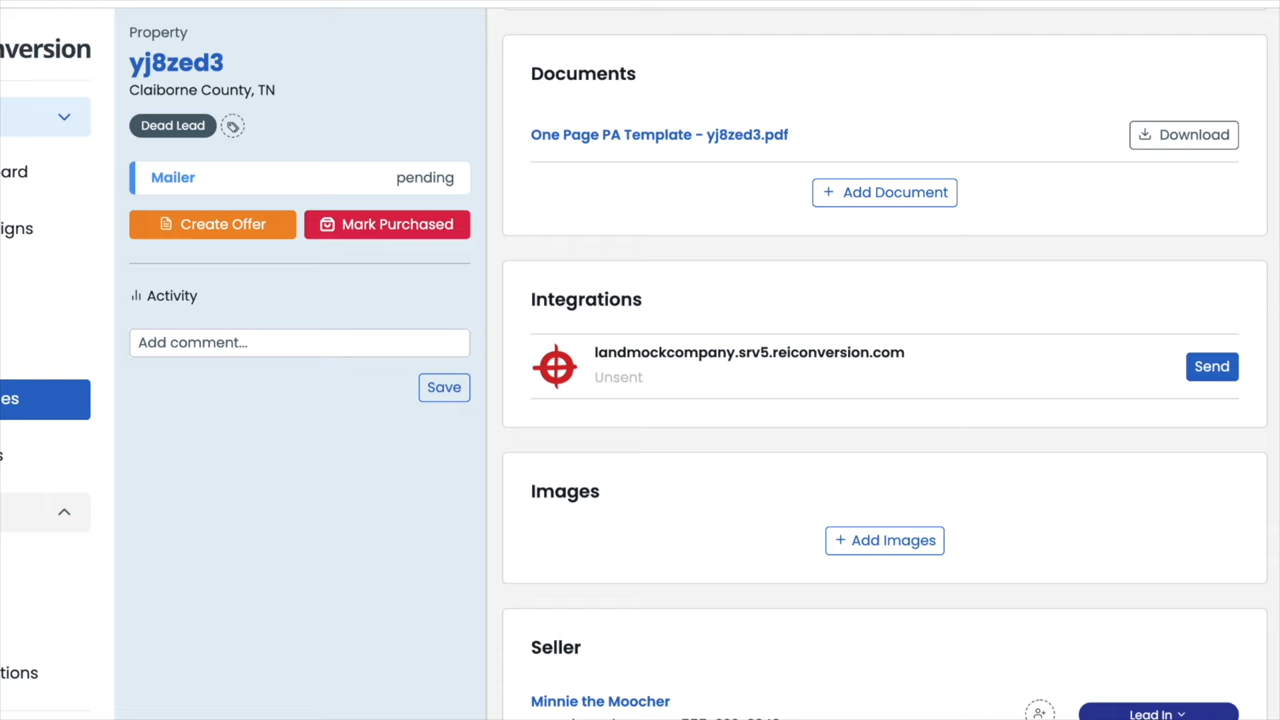 nversion
ard
igns
es
s
tions
Property
yj8zed3
Claiborne County, TN
Dead Lead
Mailer pending
Create Offer Mark Purchased
Activity
Add comment...
Save
Documents
One Page PA Template - yj8zed3.pdf Download
+ Add Document
Integrations
landmockcompany.srv5.reiconversion.com
Unsent
Send
Images
+ Add Images
Seller
Minnie the Moocher
Lead In